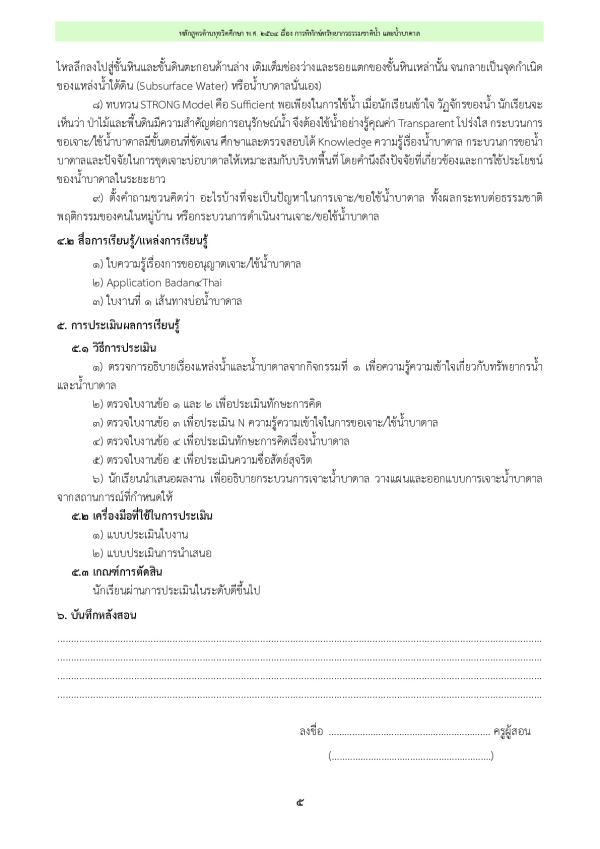 หลักสูตรต้านทุจริตศึกษา พ.ศ. ๒๕๖๔ เรื่อง การพิทักษ์ทรัพยากรธรรมชาติน้ำ และน้ำบาดาล
ไหลลึกลงไปสู่ชั้นหินและชั้นดินตะกอนด้านล่าง เติมเต็มช่องว่างและรอยแตกของชั้นหินเหล่านั้น จนกลายเป็นจุดกำเนิด
ของแหล่งน้ำใต้ดิน (Subsurface Water) หรือน้ำบาดาลนั่นเอง)
๘) ทบทวน STRONG Model คือ Sufficient พอเพียงในการใช้น้ำ เมื่อนักเรียนเข้าใจ วัฏจักรของน้ำ นักเรียนจะ
เห็นว่า ป่าไม้และพื้นดินมีความสำคัญต่อการอนุรักษ์น้ำ จึงต้องใช้น้ำอย่างรู้คุณค่า Transparent โปร่งใส กระบวนการ
ขอเจาะ/ใช้น้ำบาดาลมีขั้นตอนที่ชัดเจน ศึกษาและตรวจสอบได้ Knowledge ความรู้เรื่องน้ำบาดาล กระบวนการขอน้ำ
บาดาลและปัจจัยในการขุดเจาะบ่อบาดาลให้เหมาะสมกับบริบทพื้นที่ โดยคำนึงถึงปัจจัยที่เกี่ยวข้องและการใช้ประโยชน์
ของน้ำบาดาลในระยะยาว
๙) ตั้งคำถามชวนคิดว่า อะไรบ้างที่จะเป็นปัญหาในการเจาะ/ขอใช้น้ำบาดาล ทั้งผลกระทบต่อธรรมชาติ
พฤติกรรมของคนในหมู่บ้าน หรือกระบวนการดำเนินงานเจาะ/ขอใช้น้ำบาดาล
๔.๒ สื่อการเรียนรู้/แหล่งการเรียนรู้
๑) ใบความรู้เรื่องการขออนุญาตเจาะ/ใช้น้ำบาดาล
๒) Application Badan๔Thai
๓) ใบงานที่ ๑ เส้นทางบ่อน้ำบาดาล
๕. การประเมินผลการเรียนรู้
๕.๑ วิธีการประเมิน
๑) ตรวจการอธิบายเรื่องแหล่งน้ำและน้ำบาดาลจากกิจกรรมที่ ๑ เพื่อความรู้ความเข้าใจเกี่ยวกับทรัพยากรน้ำ
และน้ำบาดาล
๒) ตรวจใบงานข้อ ๑ และ ๒ เพื่อประเมินทักษะการคิด
๓) ตรวจใบงานข้อ ๓ เพื่อประเมิน N ความรู้ความเข้าใจในการขอเจาะ/ใช้น้ำบาดาล
๔) ตรวจใบงานข้อ ๔ เพื่อประเมินทักษะการคิดเรื่องน้ำบาดาล
๕) ตรวจใบงานข้อ ๕ เพื่อประเมินความซื่อสัตย์สุจริต
๖) นักเรียนนำเสนอผลงาน เพื่ออธิบายกระบวนการเจาะน้ำบาดาล วางแผนและออกแบบการเจาะน้ำบาดาล
จากสถานการณ์ที่กำหนดให้
๕.๒ เครื่องมือที่ใช้ในการประเมิน
๑) แบบประเมินใบงาน
๒) แบบประเมินการนำเสนอ
๕.๓ เกณฑ์การตัดสิน
นักเรียนผ่านการประเมินในระดับดีขึ้นไป
๖. บันทึกหลังสอน
................................................................................
................................................................................
................................................................................
................................................................................
ลงชื่อ .............................................................. ครูผู้สอน
(..............................................................)
๕